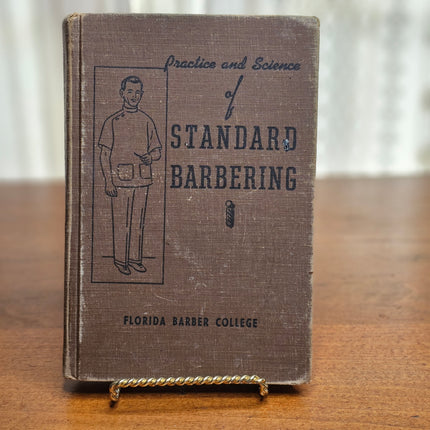 Practice and Science
of
STANDARD
BARBERING
FLORIDA BARBER COLLEGE